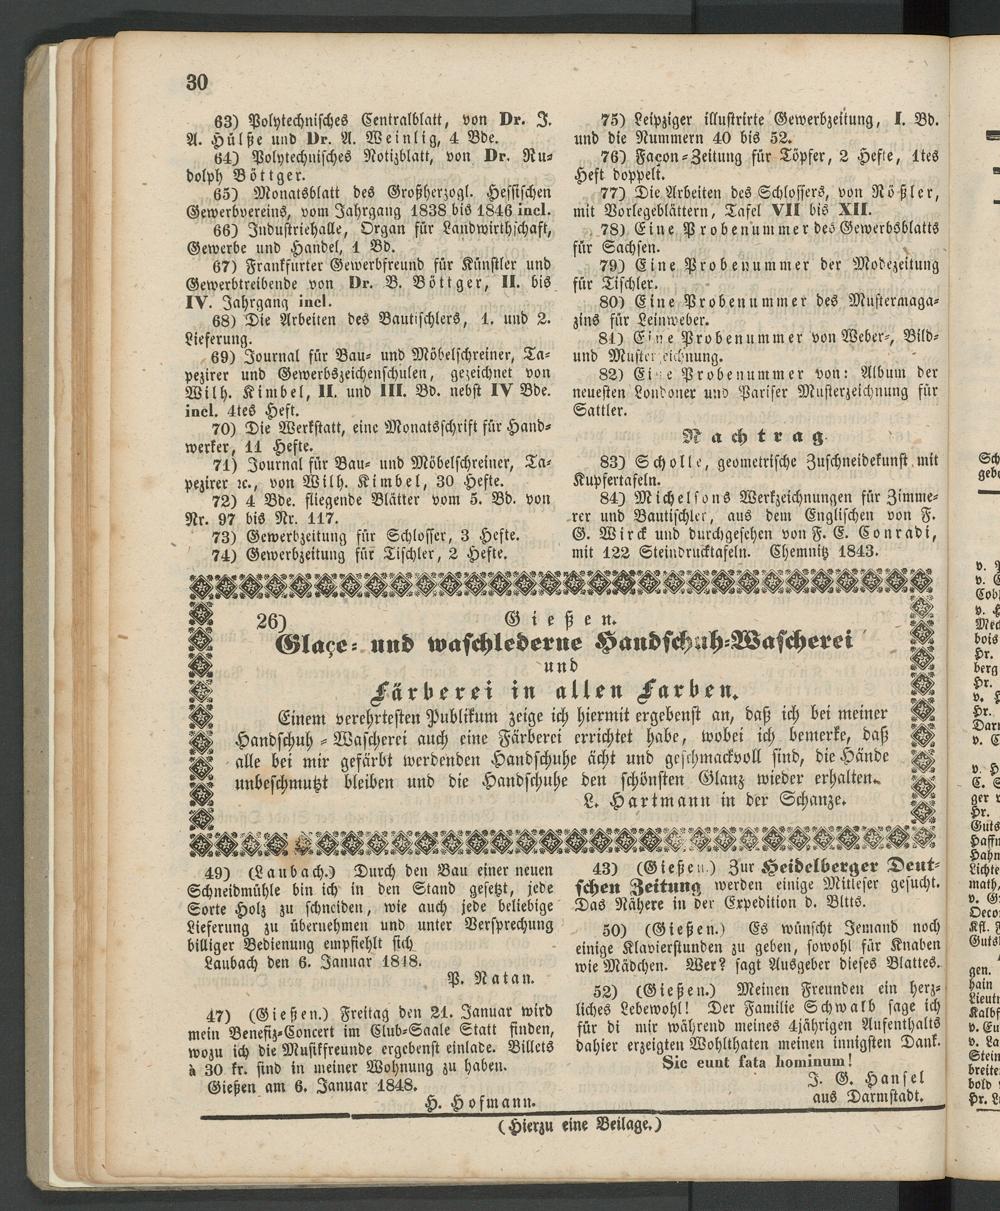 30
63) Polytechnisches Centralblatt, von Dr. J.
A. Hülße und Dr. A. Weinlig, 4 Bde.
64) Polytechnisches Notizblatt, von Dr. Ru-
dolph Böttger.
65) Monatsblatt des Großherzogl. Hessischen
Gewerbvereins, vom Jahrgang 1838 bis 1846 incl.
66) Industriehalle, Organ für Landwirthschaft,
Gewerbe und Handel, 1 Bd.
67) Frankfurter Gewerbfreund für Künstler und
Gewerbtreibende von Dr. B. Böttger, II. bis
IV. Jahrgang incl.
68) Die Arbeiten des Bautischlers, 1. und 2.
Lieferung.
69) Journal für Bau- und Möbelschreiner, Ta-
pezirer und Gewerbszeichenschulen, gezeichnet von
Wilh. Kimbel, II. und III. Bd. nebst IV Bde.
incl. 4tes Heft.
70) Die Werkstatt, eine Monatsschrift für Hand-
werker, 11 Hefte.
71) Journal für Bau- und Möbelschreiner, Ta-
pezirer ꝛc., von Wilh. Kimbel, 30 Hefte.
72) 4 Bde. fliegende Blätter vom 5. Bd. von
Nr. 97 bis Nr. 117.
73) Gewerbzeitung für Schlosser, 3 Hefte.
74) Gewerbzeitung für Tischler, 2 Hefte.
75) Leipziger illustrirte Gewerbzeitung, I. Bd.
und die Nummern 40 bis 52.
76) Façon-Zeitung für Töpfer, 2 Hefte, 1tes
Heft doppelt.
77) Die Arbeiten des Schlossers, von Rößler,
mit Vorlegeblättern, Tafel VII bis XII.
78) Eine Probenummer des Gewerbsblatts
für Sachsen.
79) Eine Probenummer der Modezeitung
für Tischler.
80) Eine Probenummer des Mustermaga-
zins für Leinweber.
81) Eine Probenummer von Weber-, Bild-
und Musterzeichnung.
82) Eine Probenummer von: Album der
neuesten Londoner und Pariser Musterzeichnung für
Sattler.
Nachtrag.
83) Scholle, geometrische Zuschneidekunst mit
Kupfertafeln.
84) Michelsons Werkzeichnungen für Zimme-
rer und Bautischler, aus dem Englischen von F.
G. Wirck und durchgesehen von F. E. Conradi,
mit 122 Steindrucktafeln. Chemnitz 1843.
26) Gießen.
Glaçe- und waschlederne Handschuh-Wascherei
und
Färberei in allen Farben.
Einem verehrtesten Publikum zeige ich hiermit ergebenst an, daß ich bei meiner
Handschuh-Wascherei auch eine Färberei errichtet habe, wobei ich bemerke, daß
alle bei mir gefärbt werdenden Handschuhe ächt und geschmackvoll sind, die Hände
unbeschmutzt bleiben und die Handschuhe den schönsten Glanz wieder erhalten.
L. Hartmann in der Schanze.
49) (Laubach.) Durch den Bau einer neuen
Schneidmühle bin ich in den Stand gesetzt, jede
Sorte Holz zu schneiden, wie auch jede beliebige
Lieferung zu übernehmen und unter Versprechung
billiger Bedienung empfiehlt sich
Laubach den 6. Januar 1848.
P. Natan.
47) (Gießen.) Freitag den 21. Januar wird
mein Benefiz-Concert im Club-Saale Statt finden,
wozu ich die Musikfreunde ergebenst einlade. Billets
à 30 kr. sind in meiner Wohnung zu haben.
Gießen am 6. Januar 1848.
H. Hofmann.
43) (Gießen.) Zur Heidelberger Deut-
schen Zeitung werden einige Mitleser gesucht.
Das Nähere in der Expedition d. Bltts.
50) (Gießen.) Es wünscht Jemand noch
einige Klavierstunden zu geben, sowohl für Knaben
wie Mädchen. Wer? sagt Ausgeber dieses Blattes.
52) (Gießen.) Meinen Freunden ein herz-
liches Lebewohl! Der Familie Schwalb sage ich
für di mir während meines 4jährigen Aufenthalts
dahier erzeigten Wohlthaten meinen innigsten Dank.
Sic eunt fata hominum!
J. G. Hansel
aus Darmstadt.
(Hierzu eine Beilage.)